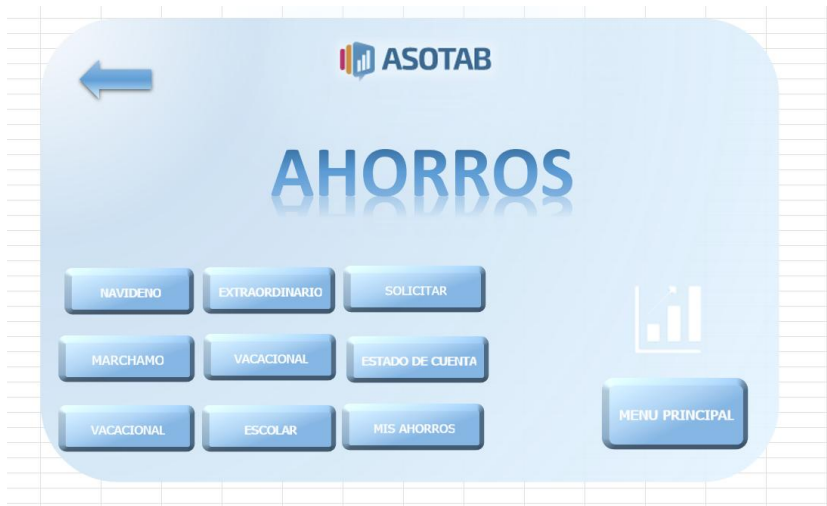 ASOTAB
AHORROS
NAVIDENO
EXTRAORDINARIO
SOLICITAR
MARCHAMO
VACACIONAL
ESTADO DE CUENTA
VACACIONAL
ESCOLAR
MIS AHORROS
MENU PRINCIPAL